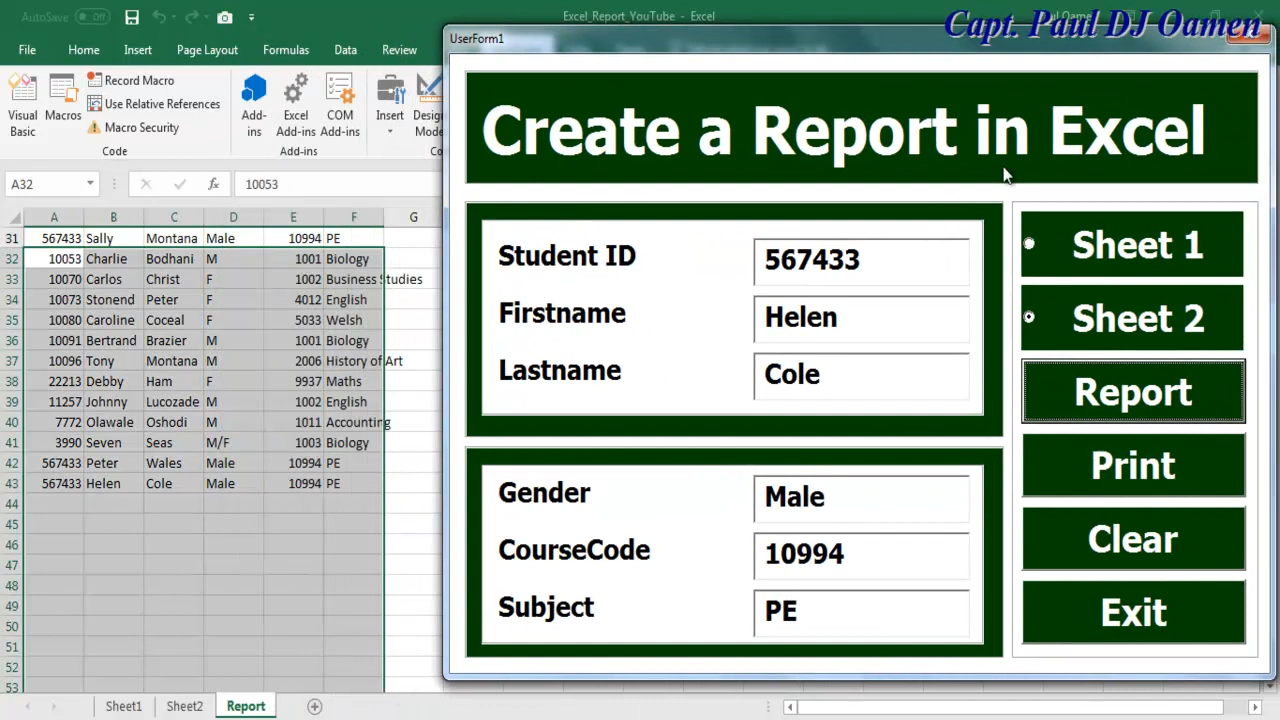 AutoSave Off
Excel_Report_YouTube - Excel
Capt. Paul DJ Oamen
File Home Insert Page Layout Formulas Data Review
Visual Basic
Macros
Record Macro
Use Relative References
Macro Security
Code
Add-ins
Excel Add-ins
COM Add-ins
Add-ins
Insert
Design Mode
UserForm1
A32 fx 10053
A B C D E F G
31 567433 Sally Montana Male 10994 PE
32 10053 Charlie Bodhani M 1001 Biology
33 10070 Carlos Christ F 1002 Business Studies
34 10073 Stonend Peter F 4012 English
35 10080 Caroline Coceal F 5033 Welsh
36 10091 Bertrand Brazier M 1001 Biology
37 10096 Tony Montana M 2006 History of Art
38 22213 Debby Ham F 9937 Maths
39 11257 Johnny Lucozade M 1002 English
40 7772 Olawale Oshodi M 1011 Accounting
41 3990 Seven Seas M/F 1003 Biology
42 567433 Peter Wales Male 10994 PE
43 567433 Helen Cole Male 10994 PE
44
45
46
47
48
49
50
51
52
53
Create a Report in Excel
Student ID 567433
Firstname Helen
Lastname Cole
Gender Male
CourseCode 10994
Subject PE
Sheet 1
Sheet 2
Report
Print
Clear
Exit
Sheet1 Sheet2 Report